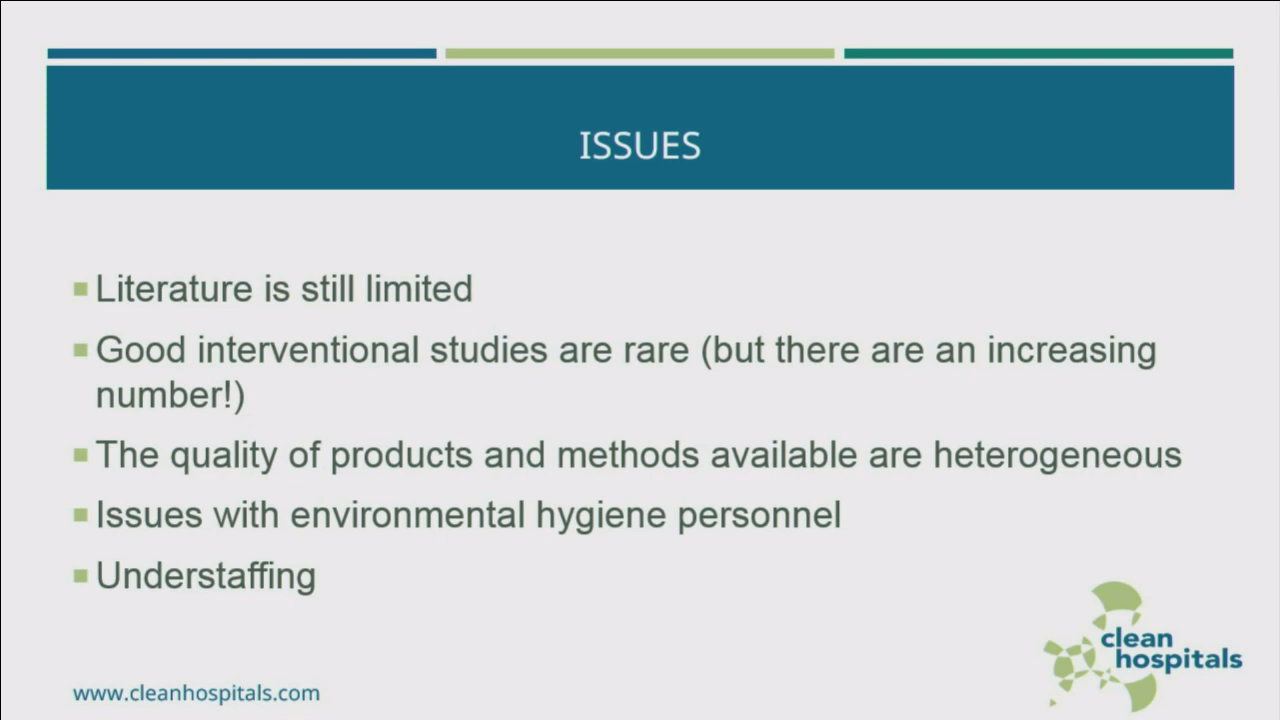 ISSUES
Literature is still limited
Good interventional studies are rare (but there are an increasing
number!)
The quality of products and methods available are heterogeneous
Issues with environmental hygiene personnel
Understaffing
clean
hospitals
www.cleanhospitals.com